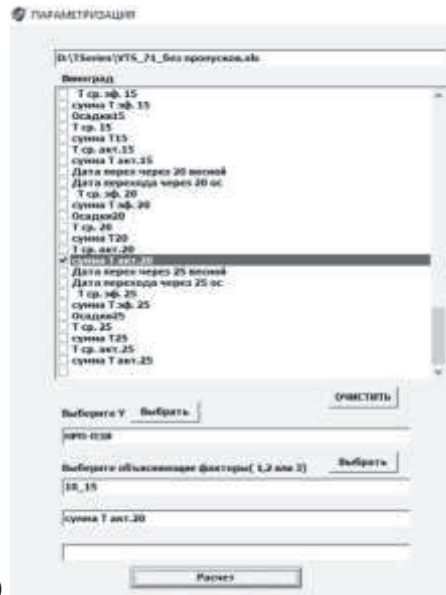 ПАРАМЕТРИЗАЦИЯ
D:\TSeries\YTS_71_без пропусков.xls
Виноград
Т ср. эф. 15
сумма Т эф. 15
Осадки15
Т ср. 15
сумма Т15
Т ср. акт.15
сумма Т акт.15
Дата перех через 20 весной
Дата перехода через 20 ос
Т ср. эф. 20
сумма Т эф. 20
Осадки20
Т ср. 20
сумма Т20
Т ср. акт.20
сумма Т акт.20
Дата перех через 25 весной
Дата перехода через 25 ос
Т ср. эф. 25
сумма Т эф. 25
Осадки25
Т ср. 25
сумма Т25
Т ср. акт.25
сумма Т акт.25
ОЧИСТИТЬ
Выберите Y Выбрать
Выберите объясняющие факторы( 1,2 или 3) Выбрать
10_15
сумма Т акт.20
Расчет
)